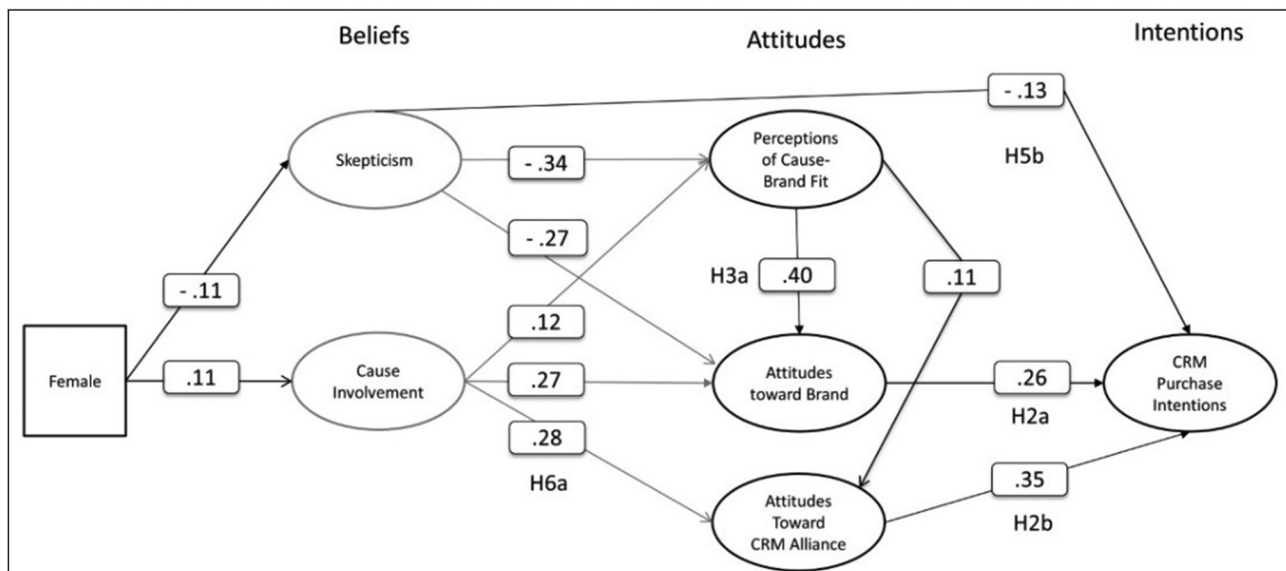 Beliefs
Attitudes
Intentions
- .13
H5b
Skepticism
- .34
Perceptions
of Cause-
Brand Fit
- .27
H3a
.40
.11
- .11
.12
Female
.11
Cause
Involvement
.27
Attitudes
toward Brand
.26
H2a
CRM
Purchase
Intentions
.28
H6a
Attitudes
Toward
CRM Alliance
.35
H2b